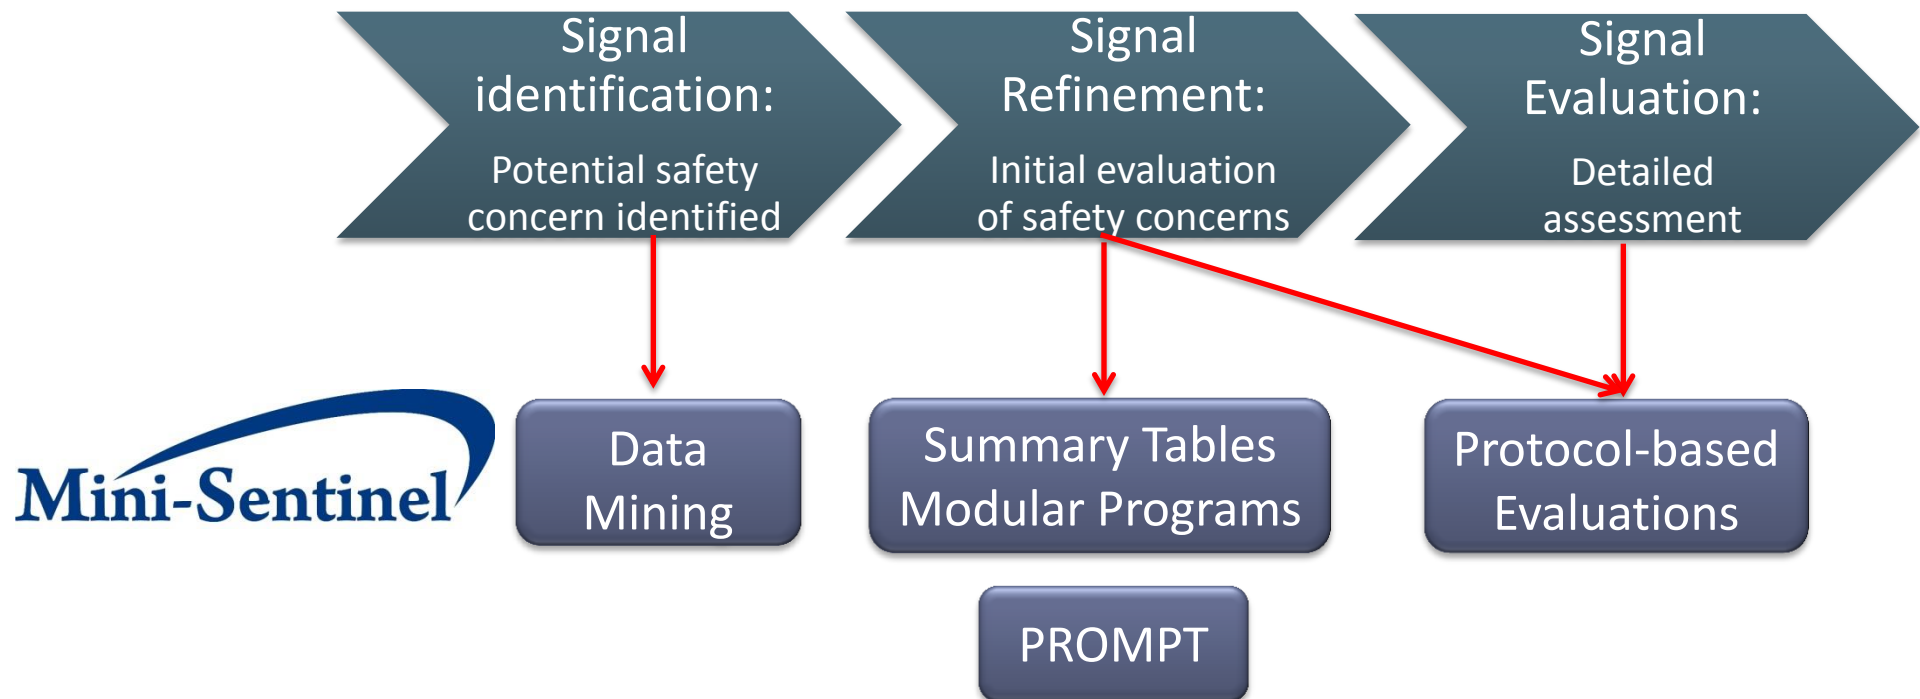 Signal
identification:
Potential safety
concern identified
Signal
Refinement:
Initial evaluation
of safety concerns
Signal
Evaluation:
Detailed
assessment
Mini-Sentinel
Data
Mining
Summary Tables
Modular Programs
Protocol-based
Evaluations
PROMPT